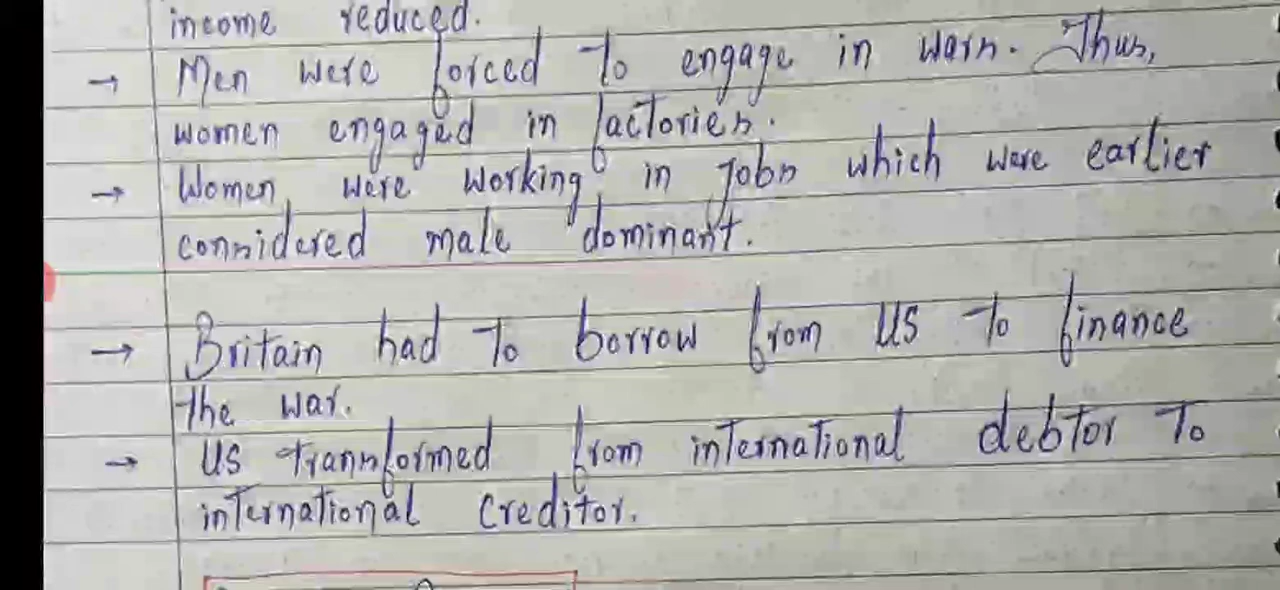 income reduced.
→ Men were forced to engage in wars. Thus,
women engaged in factories.
→ Women were working in jobs which were earlier
considered male dominant.
→ Britain had to borrow from US to finance
the war.
→ US transformed from international debtor to
international creditor.